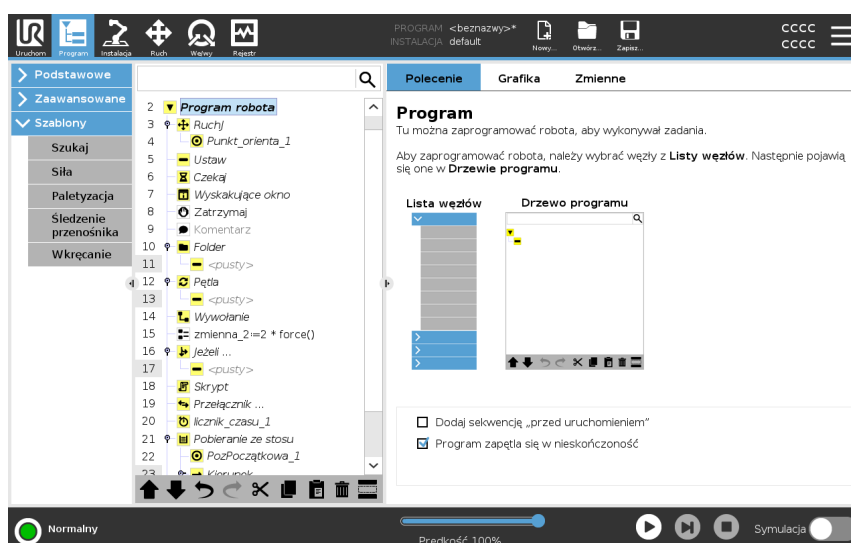 UR
PROGRAM <beznazwy>*
INSTALACJA default
Uruchom Program Instalacja Ruch We/wy Rejestr
Nowy... Otwórz... Zapisz...
CCCC
CCCC
Podstawowe
Zaawansowane
Szablony
Szukaj
Siła
Paletyzacja
Śledzenie
przenośnika
Wkręcanie
2 Program robota
3 RuchJ
4 Punkt_orienta_1
5 Ustaw
6 Czekaj
7 Wyskakujące okno
8 Zatrzymaj
9 Komentarz
10 Folder
11 <pusty>
12 Pętla
13 <pusty>
14 Wywołanie
15 zmienna_2≔2 * force()
16 Jeżeli ...
17 <pusty>
18 Skrypt
19 Przełącznik ...
20 licznik_czasu_1
21 Pobieranie ze stosu
22 PozPoczątkowa_1
23 Kierunek
Polecenie Grafika Zmienne
Program
Tu można zaprogramować robota, aby wykonywał zadania.
Aby zaprogramować robota, należy wybrać węzły z Listy węzłów. Następnie pojawią
się one w Drzewie programu.
Lista węzłów Drzewo programu
Dodaj sekwencję „przed uruchomieniem”
Program zapętla się w nieskończoność
Normalny
Prędkość 100%
Symulacja